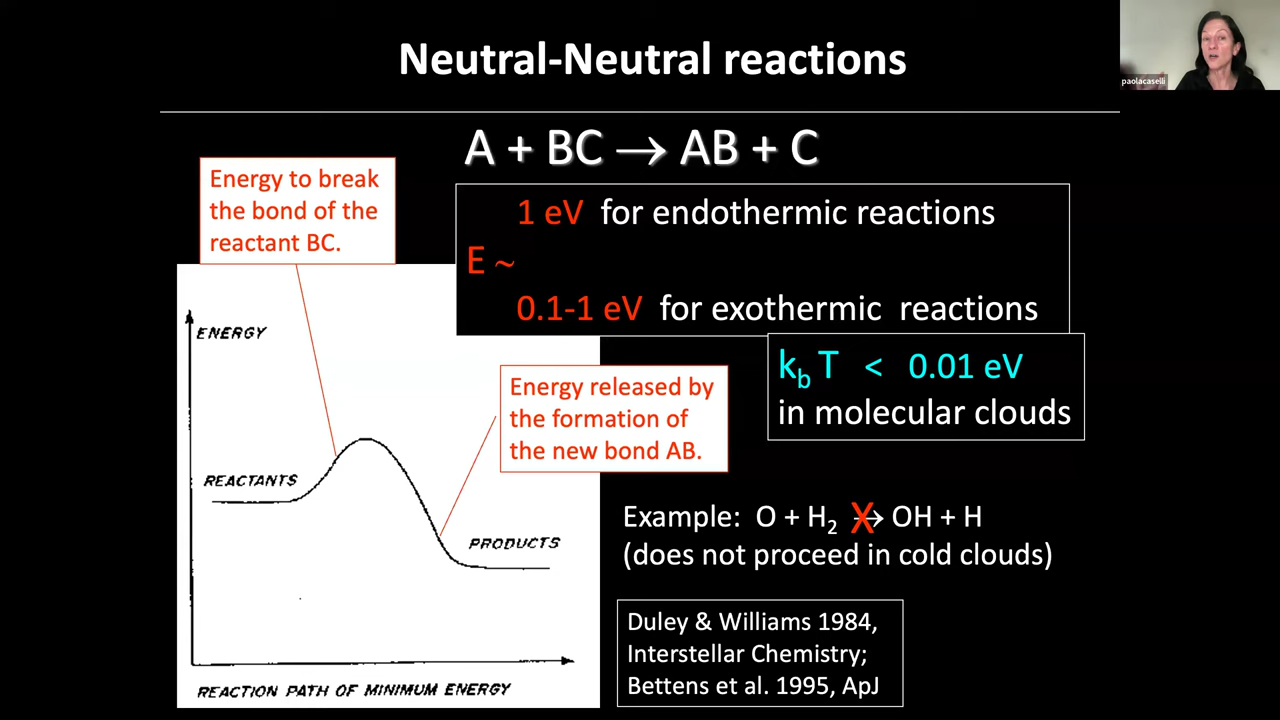 Neutral-Neutral reactions
paolacaselli
A + BC → AB + C
Energy to break
the bond of the
reactant BC.
1 eV for endothermic reactions
E ~
0.1-1 eV for exothermic reactions
k_b T < 0.01 eV
in molecular clouds
ENERGY
Energy released by
the formation of
the new bond AB.
REACTANTS
PRODUCTS
Example: O + H₂ X→ OH + H
(does not proceed in cold clouds)
Duley & Williams 1984,
Interstellar Chemistry;
Bettens et al. 1995, ApJ
REACTION PATH OF MINIMUM ENERGY